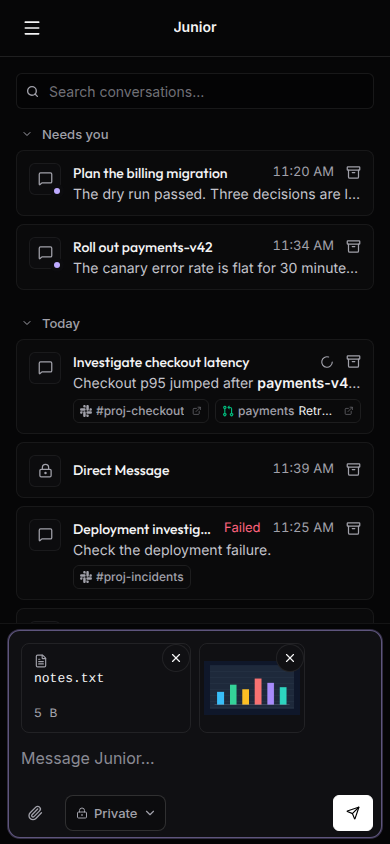 Junior
Search conversations...
Needs you
Plan the billing migration 11:20 AM
The dry run passed. Three decisions are l...
Roll out payments-v42 11:34 AM
The canary error rate is flat for 30 minute...
Today
Investigate checkout latency
Checkout p95 jumped after payments-v4...
#proj-checkout payments Retr...
Direct Message 11:39 AM
Deployment investig... Failed 11:25 AM
Check the deployment failure.
#proj-incidents
notes.txt
5 B
Message Junior...
Private